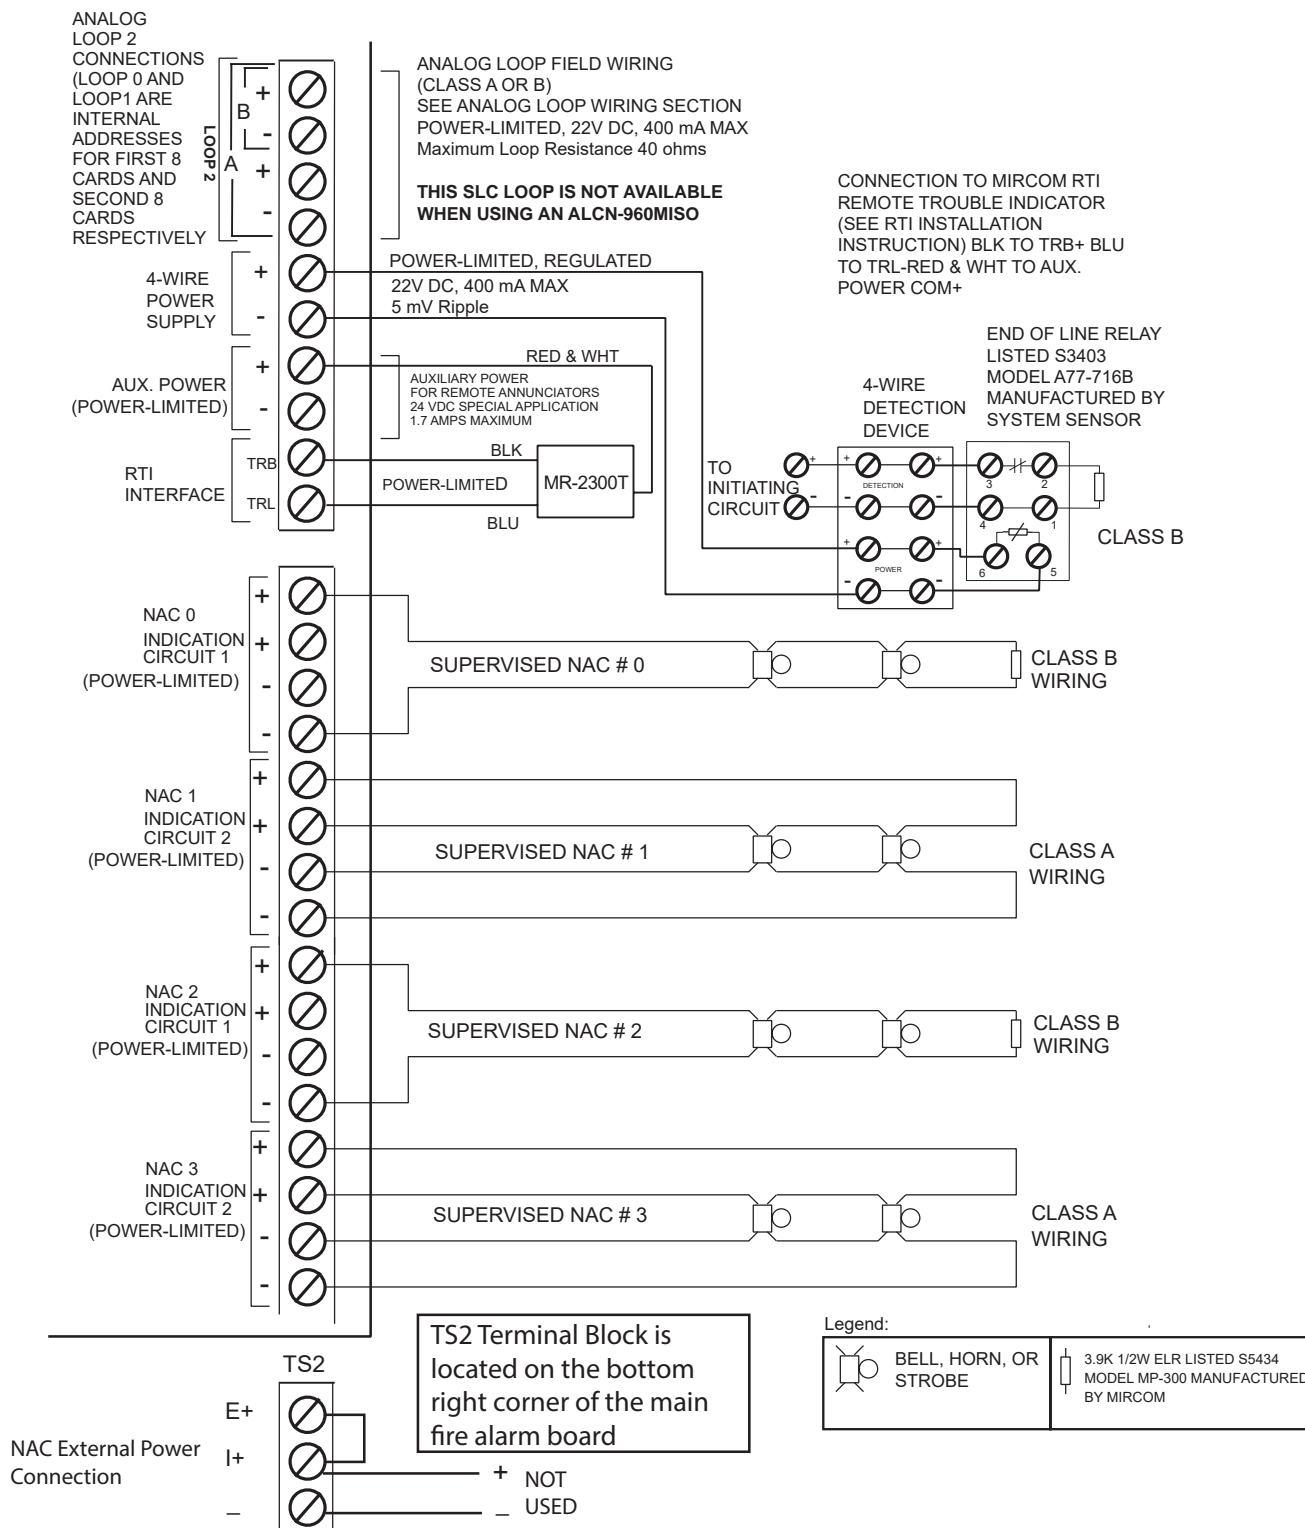 ANALOG
LOOP 2
CONNECTIONS
(LOOP 0 AND
LOOP1 ARE
INTERNAL
ADDRESSES
FOR FIRST 8
CARDS AND
SECOND 8
CARDS
RESPECTIVELY
LOOP 2
A
B
+
-
+
-
ANALOG LOOP FIELD WIRING
(CLASS A OR B)
SEE ANALOG LOOP WIRING SECTION
POWER-LIMITED, 22V DC, 400 mA MAX
Maximum Loop Resistance 40 ohms
THIS SLC LOOP IS NOT AVAILABLE
WHEN USING AN ALCN-960MISO
CONNECTION TO MIRCOM RTI
REMOTE TROUBLE INDICATOR
(SEE RTI INSTALLATION
INSTRUCTION) BLK TO TRB+ BLU
TO TRL-RED & WHT TO AUX.
POWER COM+
4-WIRE
POWER
SUPPLY
+
-
POWER-LIMITED, REGULATED
22V DC, 400 mA MAX
5 mV Ripple
AUX. POWER
(POWER-LIMITED)
+
-
RED & WHT
AUXILIARY POWER
FOR REMOTE ANNUNCIATORS
24 VDC SPECIAL APPLICATION
1.7 AMPS MAXIMUM
RTI
INTERFACE
TRB
TRL
BLK
POWER-LIMITED
BLU
MR-2300T
END OF LINE RELAY
LISTED S3403
MODEL A77-716B
MANUFACTURED BY
SYSTEM SENSOR
4-WIRE
DETECTION
DEVICE
TO
INITIATING
CIRCUIT
+
-
+
+
DETECTION
-
-
+
+
POWER
-
-
3
2
4
1
6
5
CLASS B
NAC 0
INDICATION
CIRCUIT 1
(POWER-LIMITED)
+
+
-
-
SUPERVISED NAC # 0
CLASS B
WIRING
NAC 1
INDICATION
CIRCUIT 2
(POWER-LIMITED)
+
+
-
-
SUPERVISED NAC # 1
CLASS A
WIRING
NAC 2
INDICATION
CIRCUIT 1
(POWER-LIMITED)
+
+
-
-
SUPERVISED NAC # 2
CLASS B
WIRING
NAC 3
INDICATION
CIRCUIT 2
(POWER-LIMITED)
+
+
-
-
SUPERVISED NAC # 3
CLASS A
WIRING
TS2 Terminal Block is
located on the bottom
right corner of the main
fire alarm board
Legend:
BELL, HORN, OR
STROBE
3.9K 1/2W ELR LISTED S5434
MODEL MP-300 MANUFACTURED
BY MIRCOM
TS2
NAC External Power
Connection
E+
I+
–
+ NOT
– USED